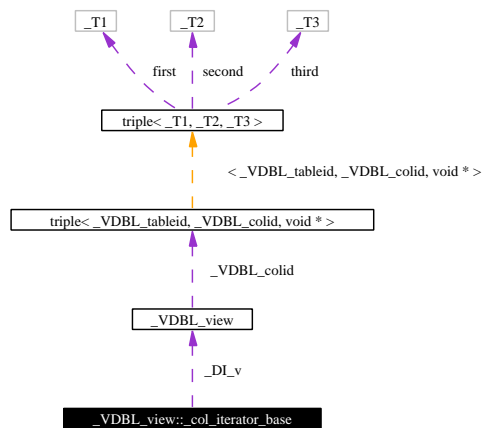 _T1 _T2 _T3
first second third
triple< _T1, _T2, _T3 >
< _VDBL_tableid, _VDBL_colid, void * >
triple< _VDBL_tableid, _VDBL_colid, void * >
_VDBL_colid
_VDBL_view
_DI_v
_VDBL_view::_col_iterator_base